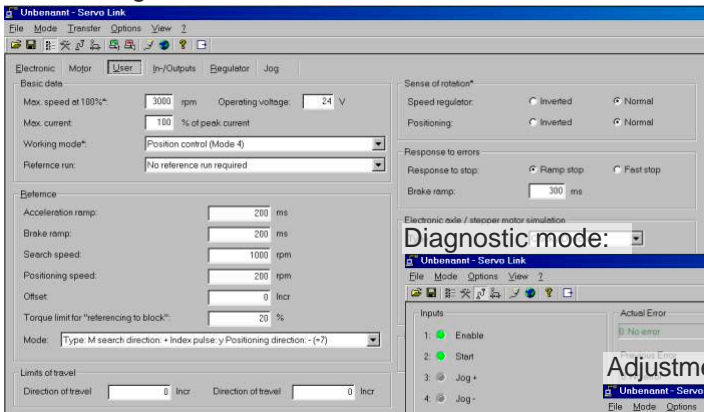 Unbenannt - Servo Link
File Mode Transfer Options View ?
Electronic Motor User In-/Outputs Regulator Jog
Basic data
Max. speed at 100%*: 3000 rpm Operating voltage: 24 V
Max. current: 100 % of peak current
Working mode*: Position control (Mode 4)
Refernce run: No reference run required
Refernce
Acceleration ramp: 200 ms
Brake ramp: 200 ms
Search speed: 1000 rpm
Positioning speed: 200 rpm
Offset: 0 Incr
Torque limit for "referencing to block": 20 %
Mode: Type: M search direction: + Index pulse: y Positioning direction: - (=7)
Limits of travel
Direction of travel 0 Incr Direction of travel 0 Incr
Sense of rotation*
Speed regulator: Inverted Normal
Positioning: Inverted Normal
Response to errors
Response to stop: Ramp stop Fast stop
Brake ramp: 300 ms
Electronic axle / stepper motor simulation
Diagnostic mode:
Unbenannt - Servo Link
File Mode Options View ?
Inputs
1: Enable
2: Start
3: Jog +
4: Jog -
Actual Error
0: No error
Previous Error
Adjustme
Unbenannt - Servo
File Mode Options